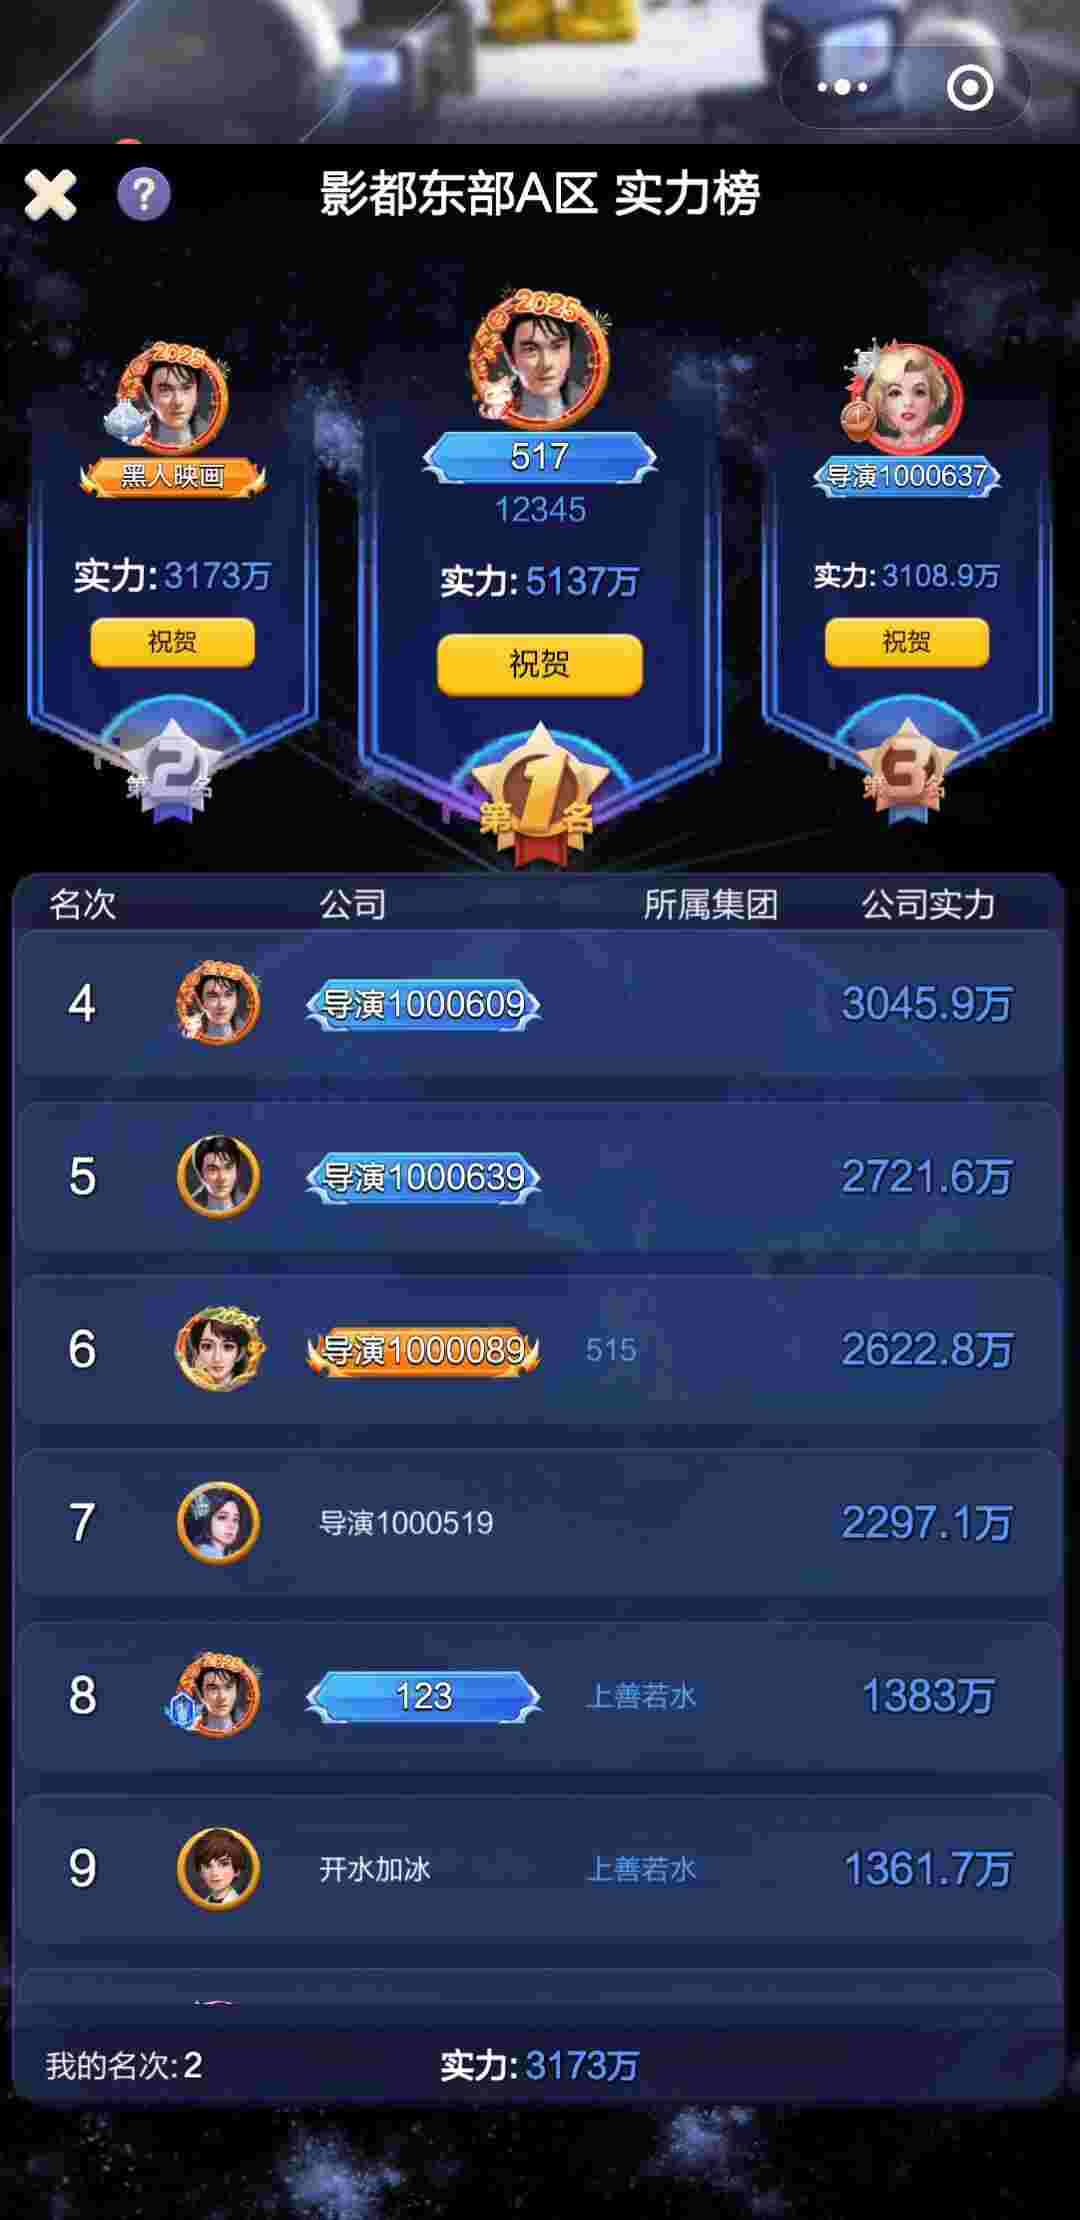 影都东部A区 实力榜
?
2025
517
12345
实力:5137万
祝贺
第1名
2025
黑人映画
实力:3173万
祝贺
第2名
导演1000637
实力:3108.9万
祝贺
第3名
名次 公司 所属集团 公司实力
4 导演1000609 3045.9万
5 导演1000639 2721.6万
6 导演1000089 515 2622.8万
7 导演1000519 2297.1万
8 123 上善若水 1383万
9 开水加冰 上善若水 1361.7万
我的名次:2 实力:3173万